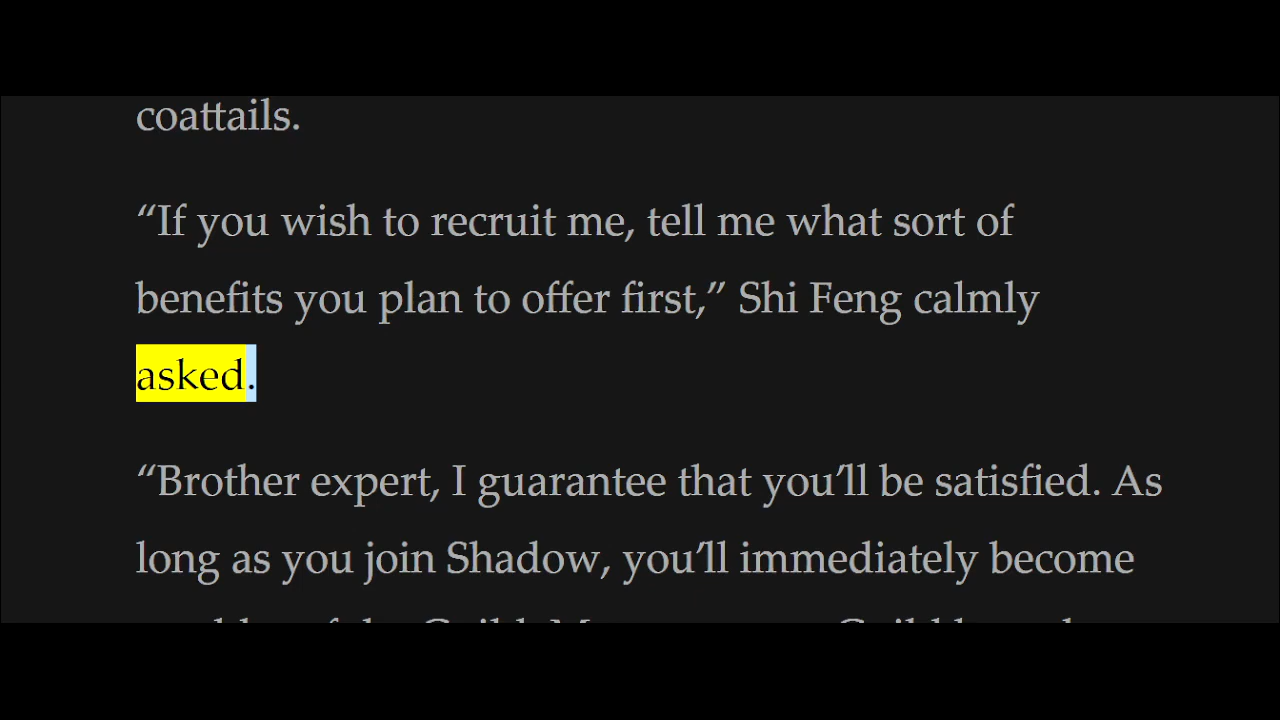 coattails.
“If you wish to recruit me, tell me what sort of
benefits you plan to offer first,” Shi Feng calmly
asked.
“Brother expert, I guarantee that you’ll be satisfied. As
long as you join Shadow, you’ll immediately become